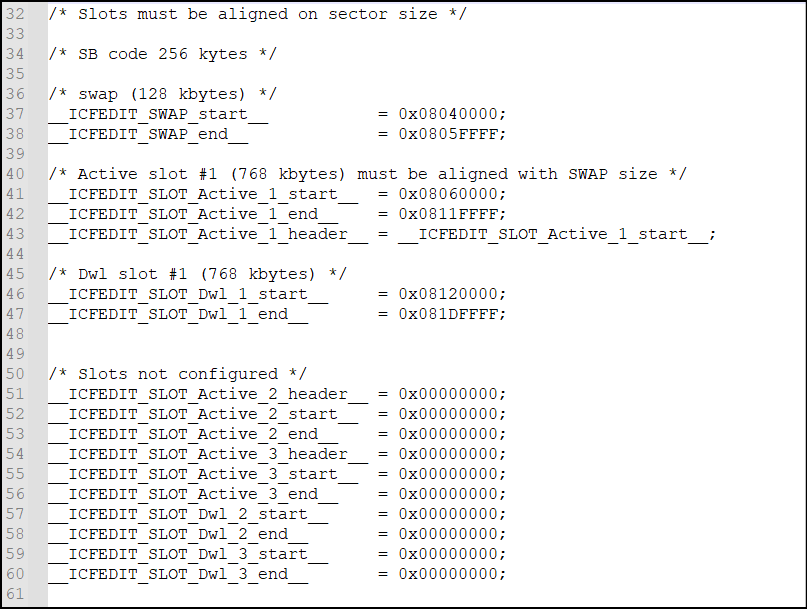 32 /* Slots must be aligned on sector size */
33
34 /* SB code 256 kytes */
35
36 /* swap (128 kbytes) */
37 __ICFEDIT_SWAP_start__ = 0x08040000;
38 __ICFEDIT_SWAP_end__ = 0x0805FFFF;
39
40 /* Active slot #1 (768 kbytes) must be aligned with SWAP size */
41 __ICFEDIT_SLOT_Active_1_start__ = 0x08060000;
42 __ICFEDIT_SLOT_Active_1_end__ = 0x0811FFFF;
43 __ICFEDIT_SLOT_Active_1_header__ = __ICFEDIT_SLOT_Active_1_start__;
44
45 /* Dwl slot #1 (768 kbytes) */
46 __ICFEDIT_SLOT_Dwl_1_start__ = 0x08120000;
47 __ICFEDIT_SLOT_Dwl_1_end__ = 0x081DFFFF;
48
49
50 /* Slots not configured */
51 __ICFEDIT_SLOT_Active_2_header__ = 0x00000000;
52 __ICFEDIT_SLOT_Active_2_start__ = 0x00000000;
53 __ICFEDIT_SLOT_Active_2_end__ = 0x00000000;
54 __ICFEDIT_SLOT_Active_3_header__ = 0x00000000;
55 __ICFEDIT_SLOT_Active_3_start__ = 0x00000000;
56 __ICFEDIT_SLOT_Active_3_end__ = 0x00000000;
57 __ICFEDIT_SLOT_Dwl_2_start__ = 0x00000000;
58 __ICFEDIT_SLOT_Dwl_2_end__ = 0x00000000;
59 __ICFEDIT_SLOT_Dwl_3_start__ = 0x00000000;
60 __ICFEDIT_SLOT_Dwl_3_end__ = 0x00000000;
61